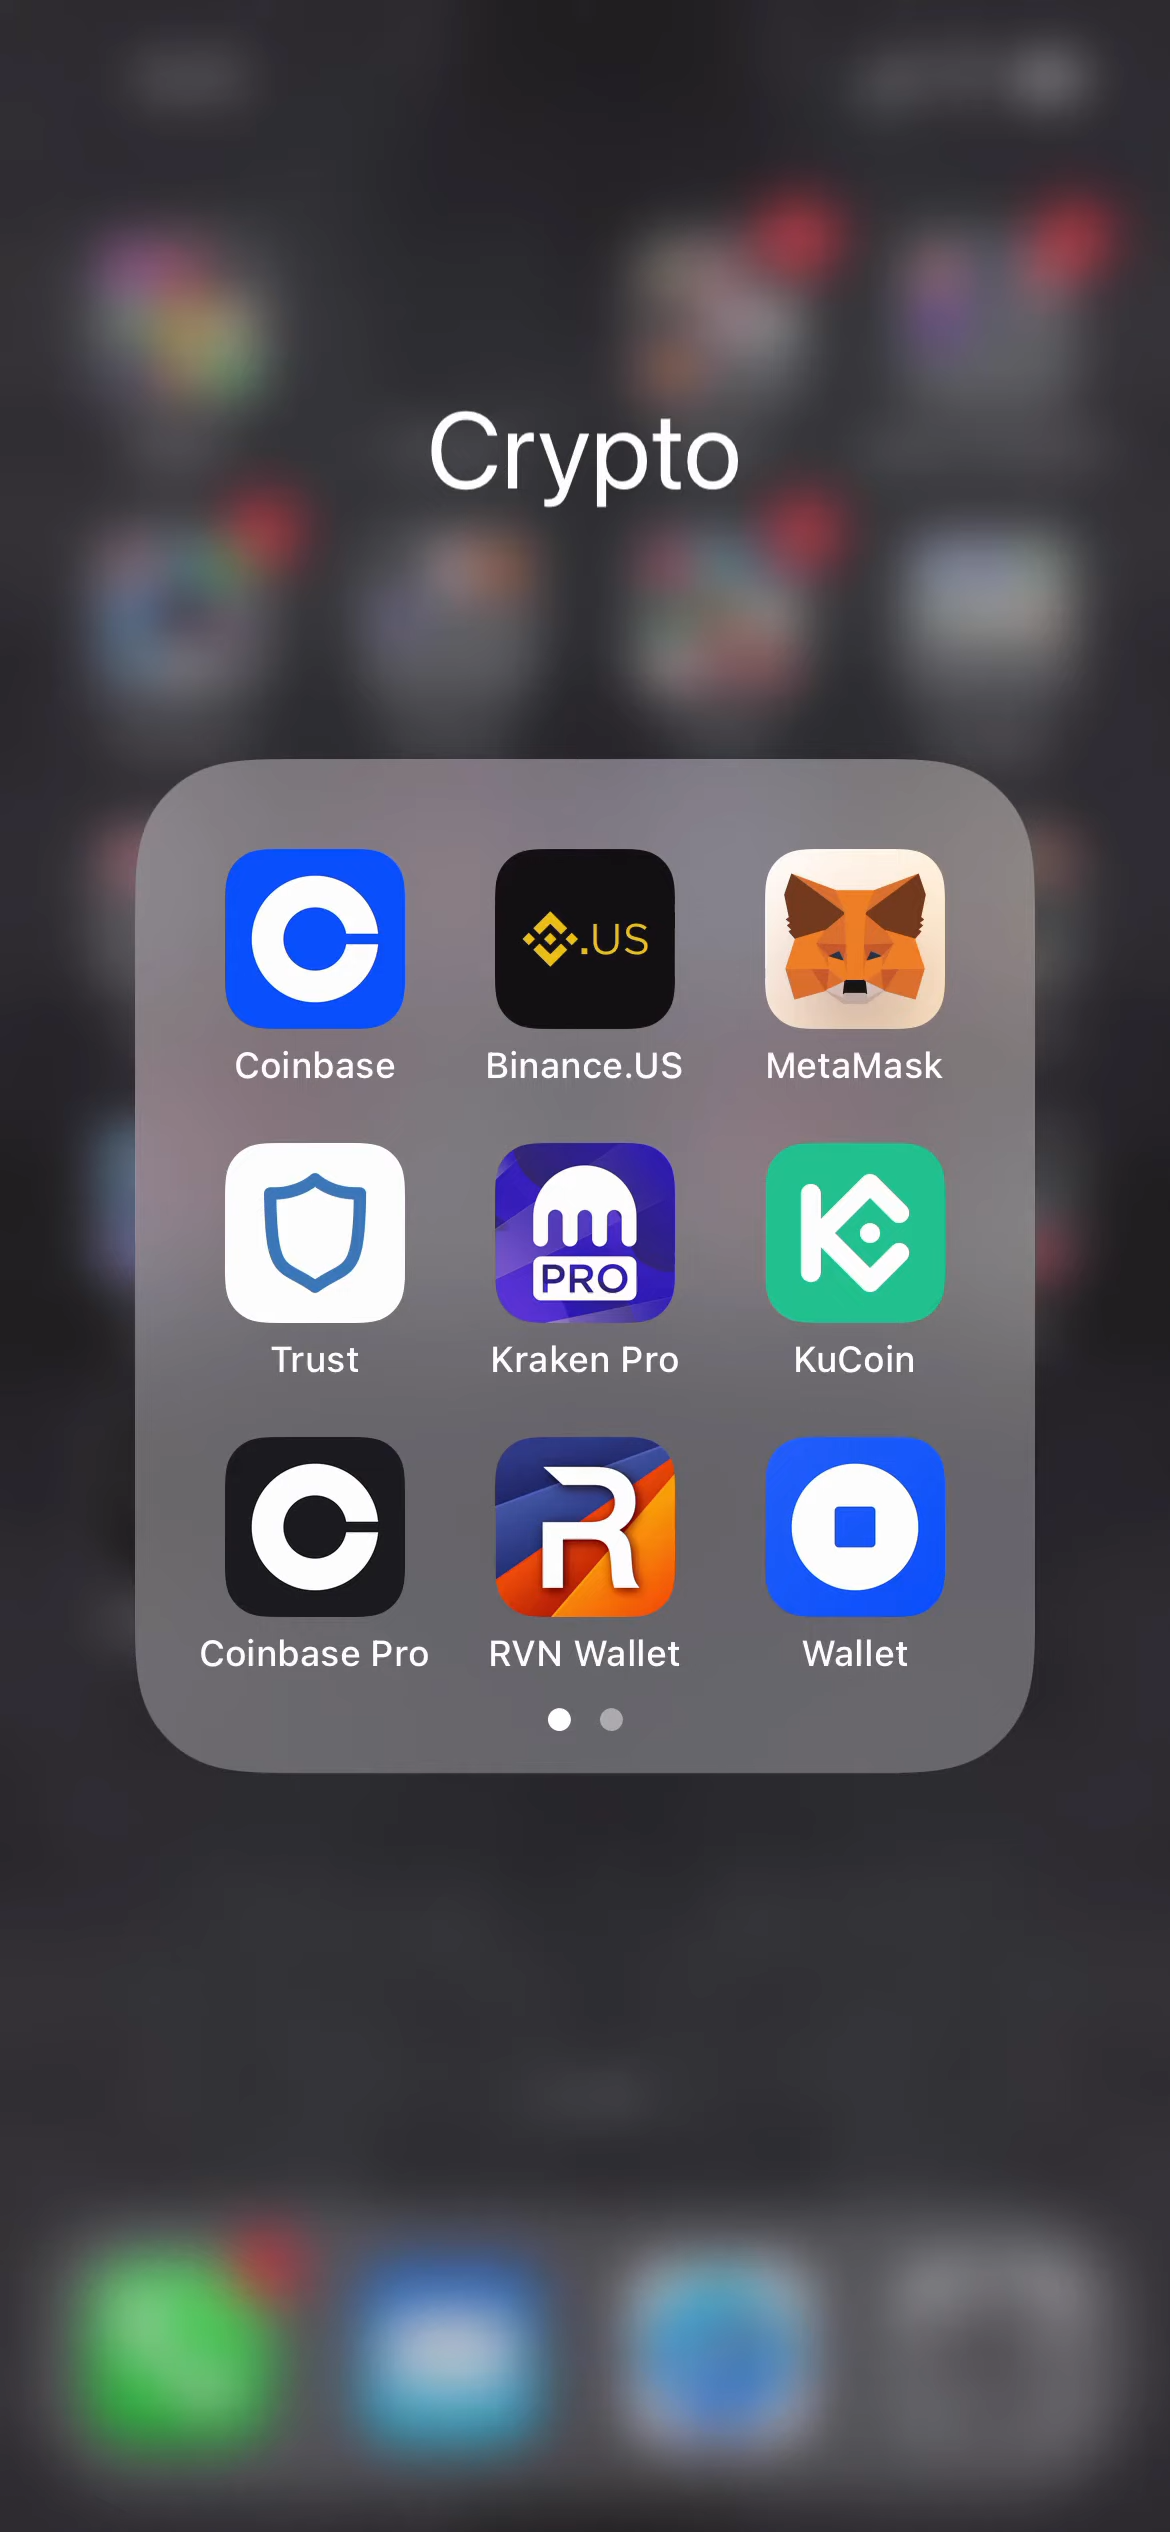 Crypto
.US
Coinbase
Binance.US
MetaMask
PRO
Trust
Kraken Pro
KuCoin
Coinbase Pro
RVN Wallet
Wallet